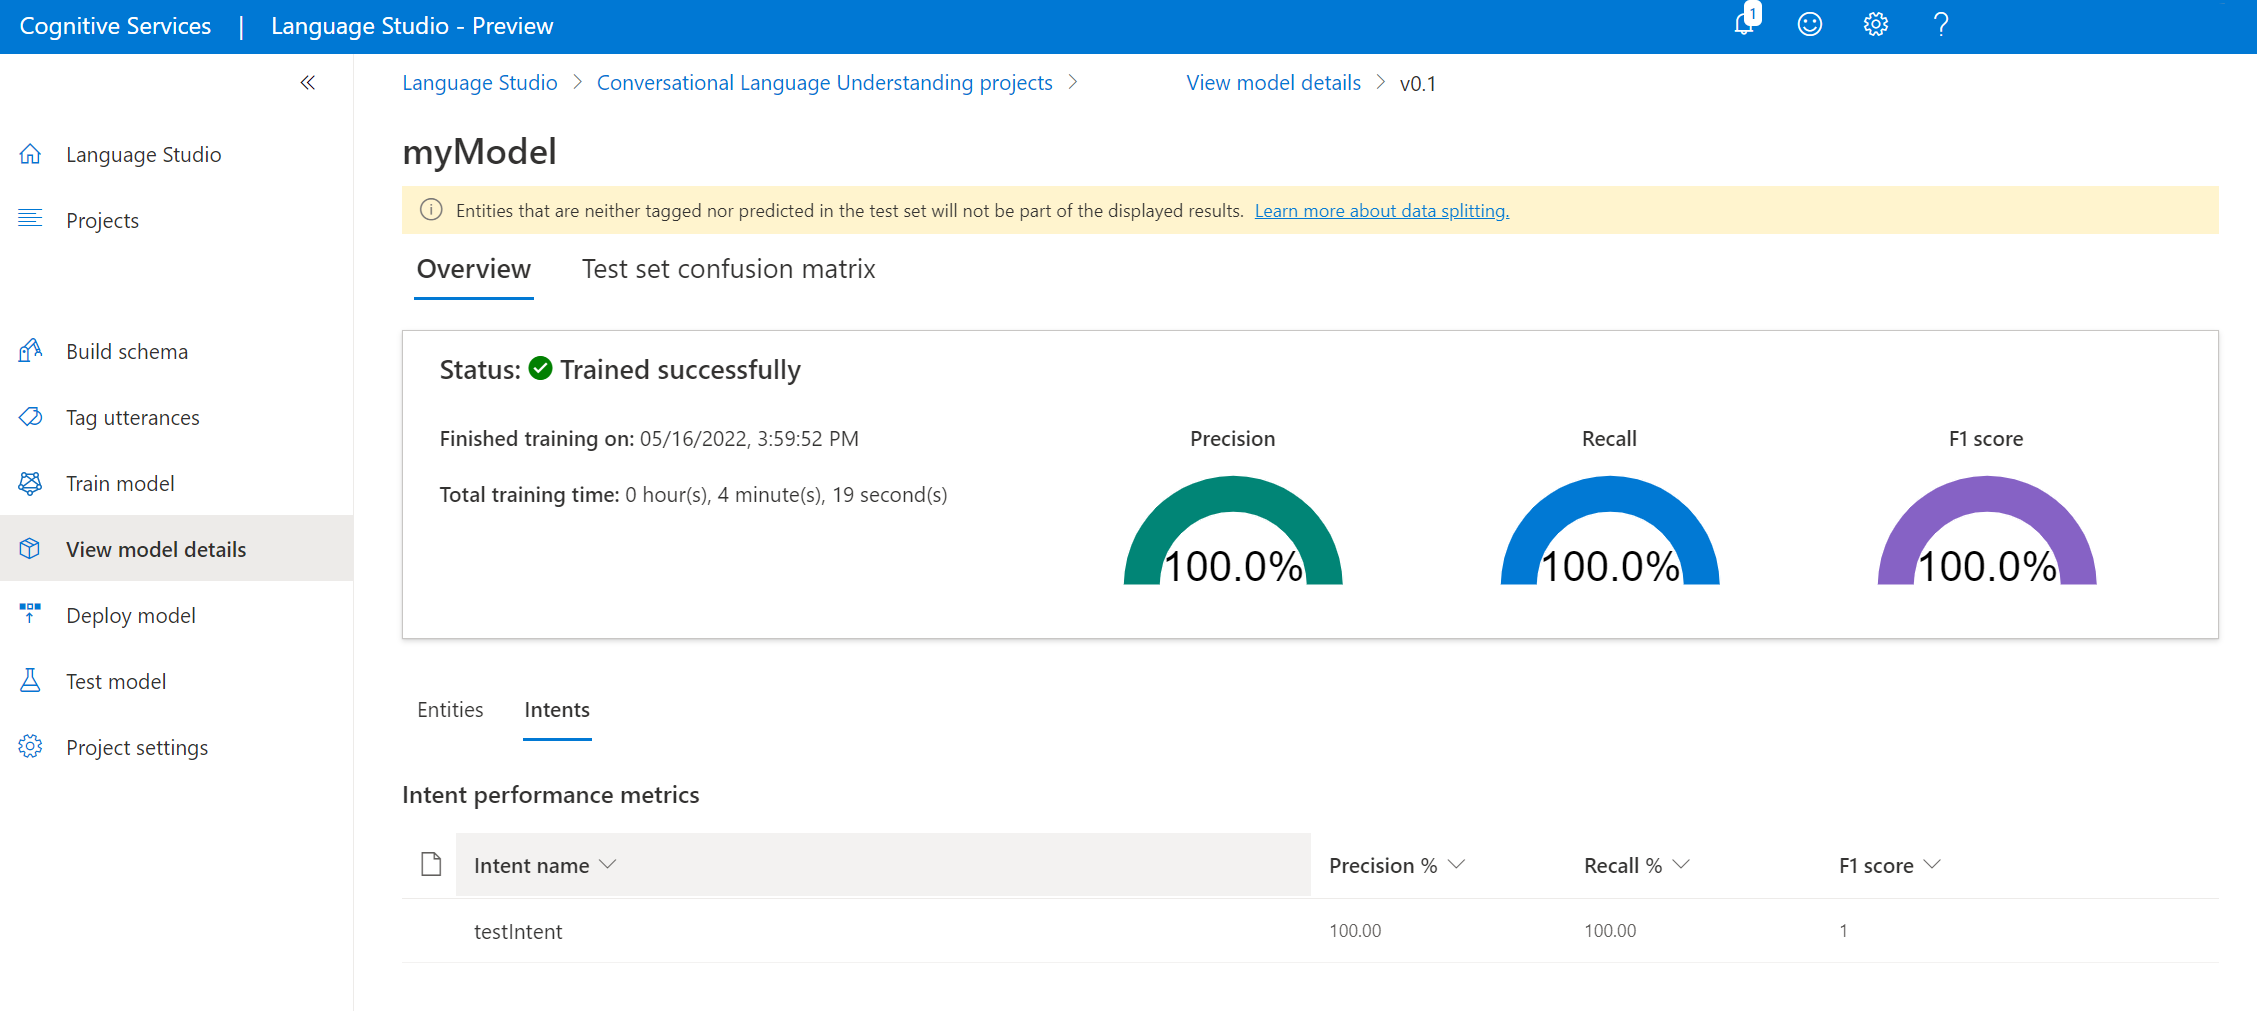 Cognitive Services | Language Studio - Preview 1
Language Studio > Conversational Language Understanding projects > View model details > v0.1
Language Studio
Projects
Build schema
Tag utterances
Train model
View model details
Deploy model
Test model
Project settings
myModel
Entities that are neither tagged nor predicted in the test set will not be part of the displayed results. Learn more about data splitting.
Overview Test set confusion matrix
Status: Trained successfully
Finished training on: 05/16/2022, 3:59:52 PM
Total training time: 0 hour(s), 4 minute(s), 19 second(s)
Precision Recall F1 score
100.0% 100.0% 100.0%
Entities Intents
Intent performance metrics
Intent name Precision % Recall % F1 score
testIntent 100.00 100.00 1